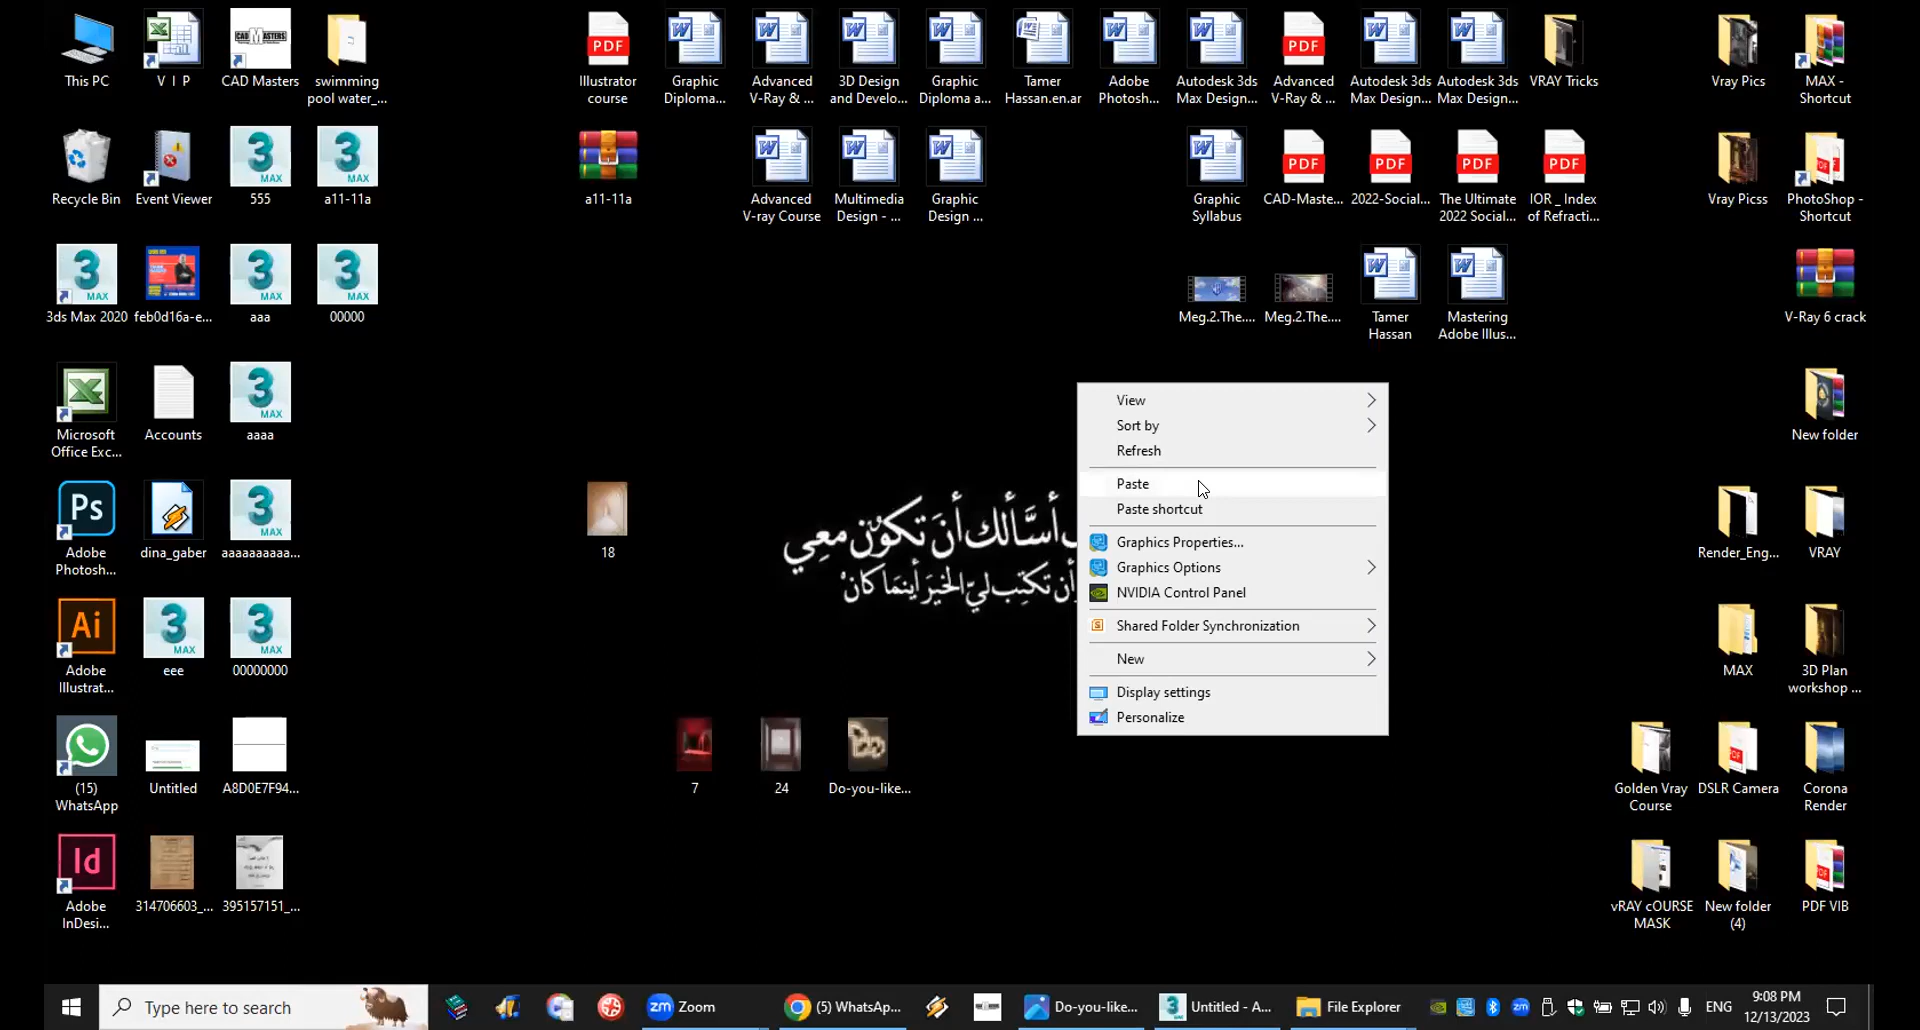 This PC
V I P
CAD Masters
swimming
pool water_...
Illustrator
course
Graphic
Diploma...
Advanced
V-Ray & ...
3D Design
and Develo...
Graphic
Diploma a...
Tamer
Hassan.en.ar
Adobe
Photosh...
Autodesk 3ds
Max Design...
Advanced
V-Ray & ...
Autodesk 3ds
Max Design...
Autodesk 3ds
Max Design...
VRAY Tricks
Vray Pics
MAX -
Shortcut
Recycle Bin
Event Viewer
555
a11-11a
a11-11a
Advanced
V-ray Course
Multimedia
Design - ...
Graphic
Design ...
Graphic
Syllabus
CAD-Maste...
2022-Social...
The Ultimate
2022 Social...
IOR _ Index
of Refracti...
Vray Picss
PhotoShop -
Shortcut
3ds Max 2020
feb0d16a-e...
aaa
00000
Meg.2.The....
Meg.2.The....
Tamer
Hassan
Mastering
Adobe Illus...
V-Ray 6 crack
Microsoft
Office Exc...
Accounts
aaaa
New folder
View
Sort by
Refresh
Paste
Paste shortcut
Graphics Properties...
Graphics Options
NVIDIA Control Panel
Shared Folder Synchronization
New
Display settings
Personalize
أسَّألك أنَ تكوُن معِي
أن تكتِب ليّ الخيَر أينمَا كانْ
Adobe
Photosh...
dina_gaber
aaaaaaaaaa...
18
Render_Eng...
VRAY
Adobe
Illustrat...
eee
00000000
MAX
3D Plan
workshop ...
(15)
WhatsApp
Untitled
A8D0E7F94...
7
24
Do-you-like...
Golden Vray
Course
DSLR Camera
Corona
Render
Adobe
InDesi...
314706603_...
395157151_...
vRAY cOURSE
MASK
New folder
(4)
PDF VIB
Type here to search
Zoom
(5) WhatsAp...
Do-you-like...
Untitled - A...
File Explorer
ENG
9:08 PM
12/13/2023